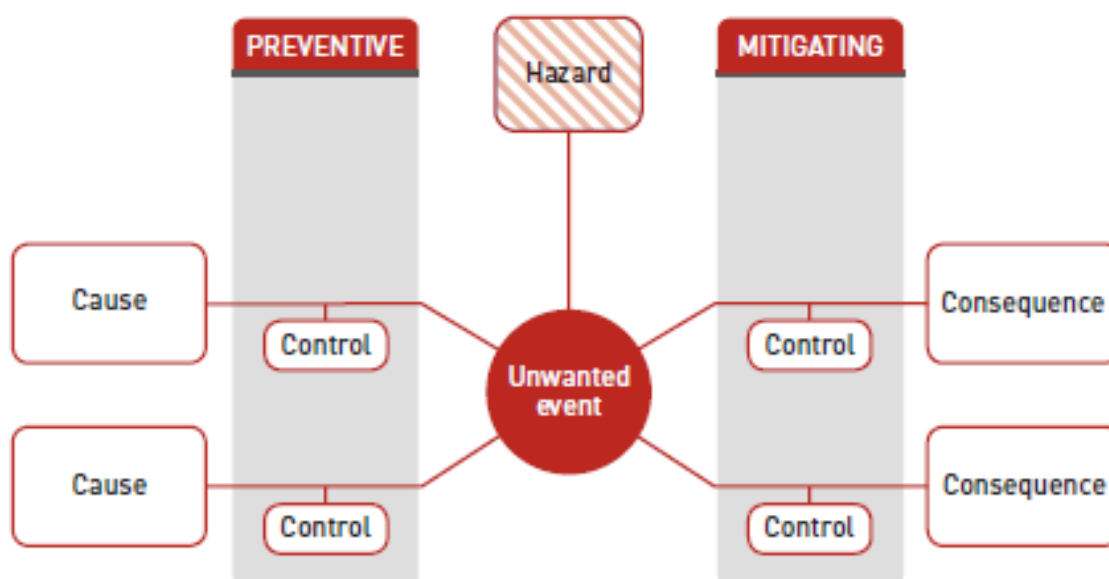 PREVENTIVE
Hazard
MITIGATING
Cause
Control
Unwanted
event
Control
Consequence
Cause
Control
Control
Consequence